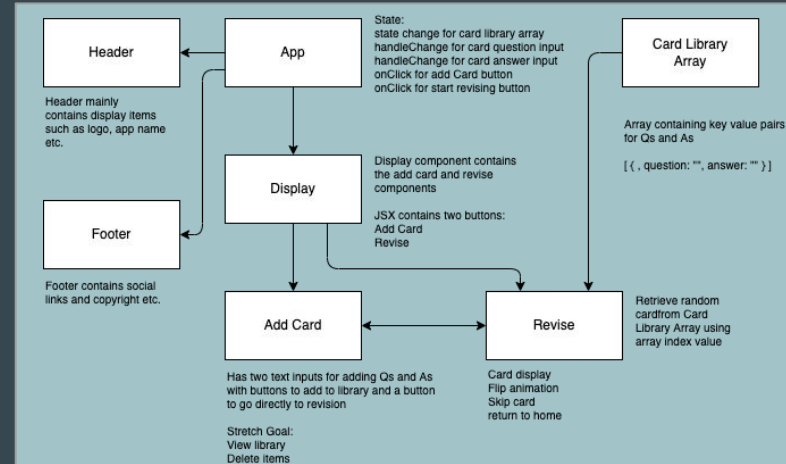 Header
Header mainly
contains display items
such as logo, app name
etc.
App
State:
state change for card library array
handleChange for card question input
handleChange for card answer input
onClick for add Card button
onClick for start revising button
Card Library
Array
Array containing key value pairs
for Qs and As
[ { , question: "", answer: "" } ]
Display
Display component contains
the add card and revise
components
JSX contains two buttons:
Add Card
Revise
Footer
Footer contains social
links and copyright etc.
Add Card
Has two text inputs for adding Qs and As
with buttons to add to library and a button
to go directly to revision
Stretch Goal:
View library
Delete items
Revise
Card display
Flip animation
Skip card
return to home
Retrieve random
cardfrom Card
Library Array using
array index value